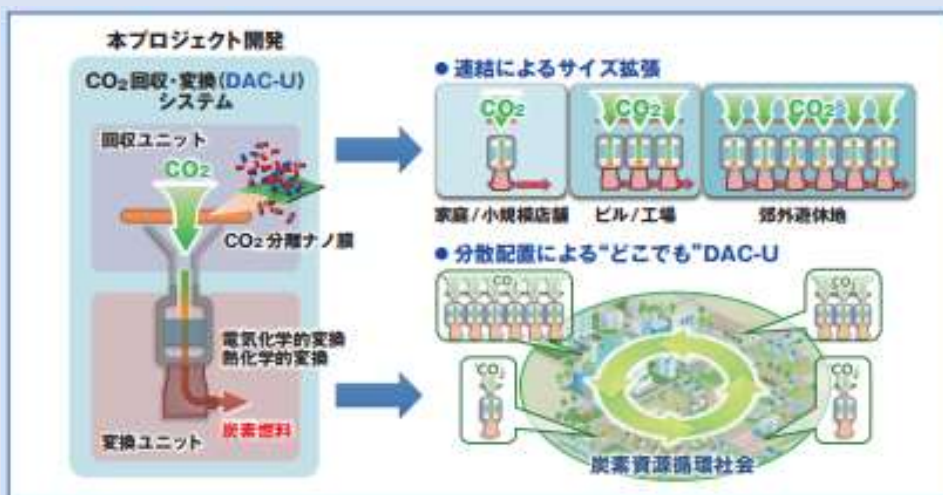 本プロジェクト開発
CO₂回収・変換(DAC-U)
システム
回収ユニット
CO₂
CO₂分離ナノ膜
電気化学的変換
熱化学的変換
炭素燃料
変換ユニット
● 連結によるサイズ拡張
CO₂
CO₂
CO₂
家庭/小規模店舗
ビル/工場
郊外遊休地
● 分散配置による“どこでも”DAC-U
CO₂
CO₂
CO₂
CO₂
炭素資源循環社会